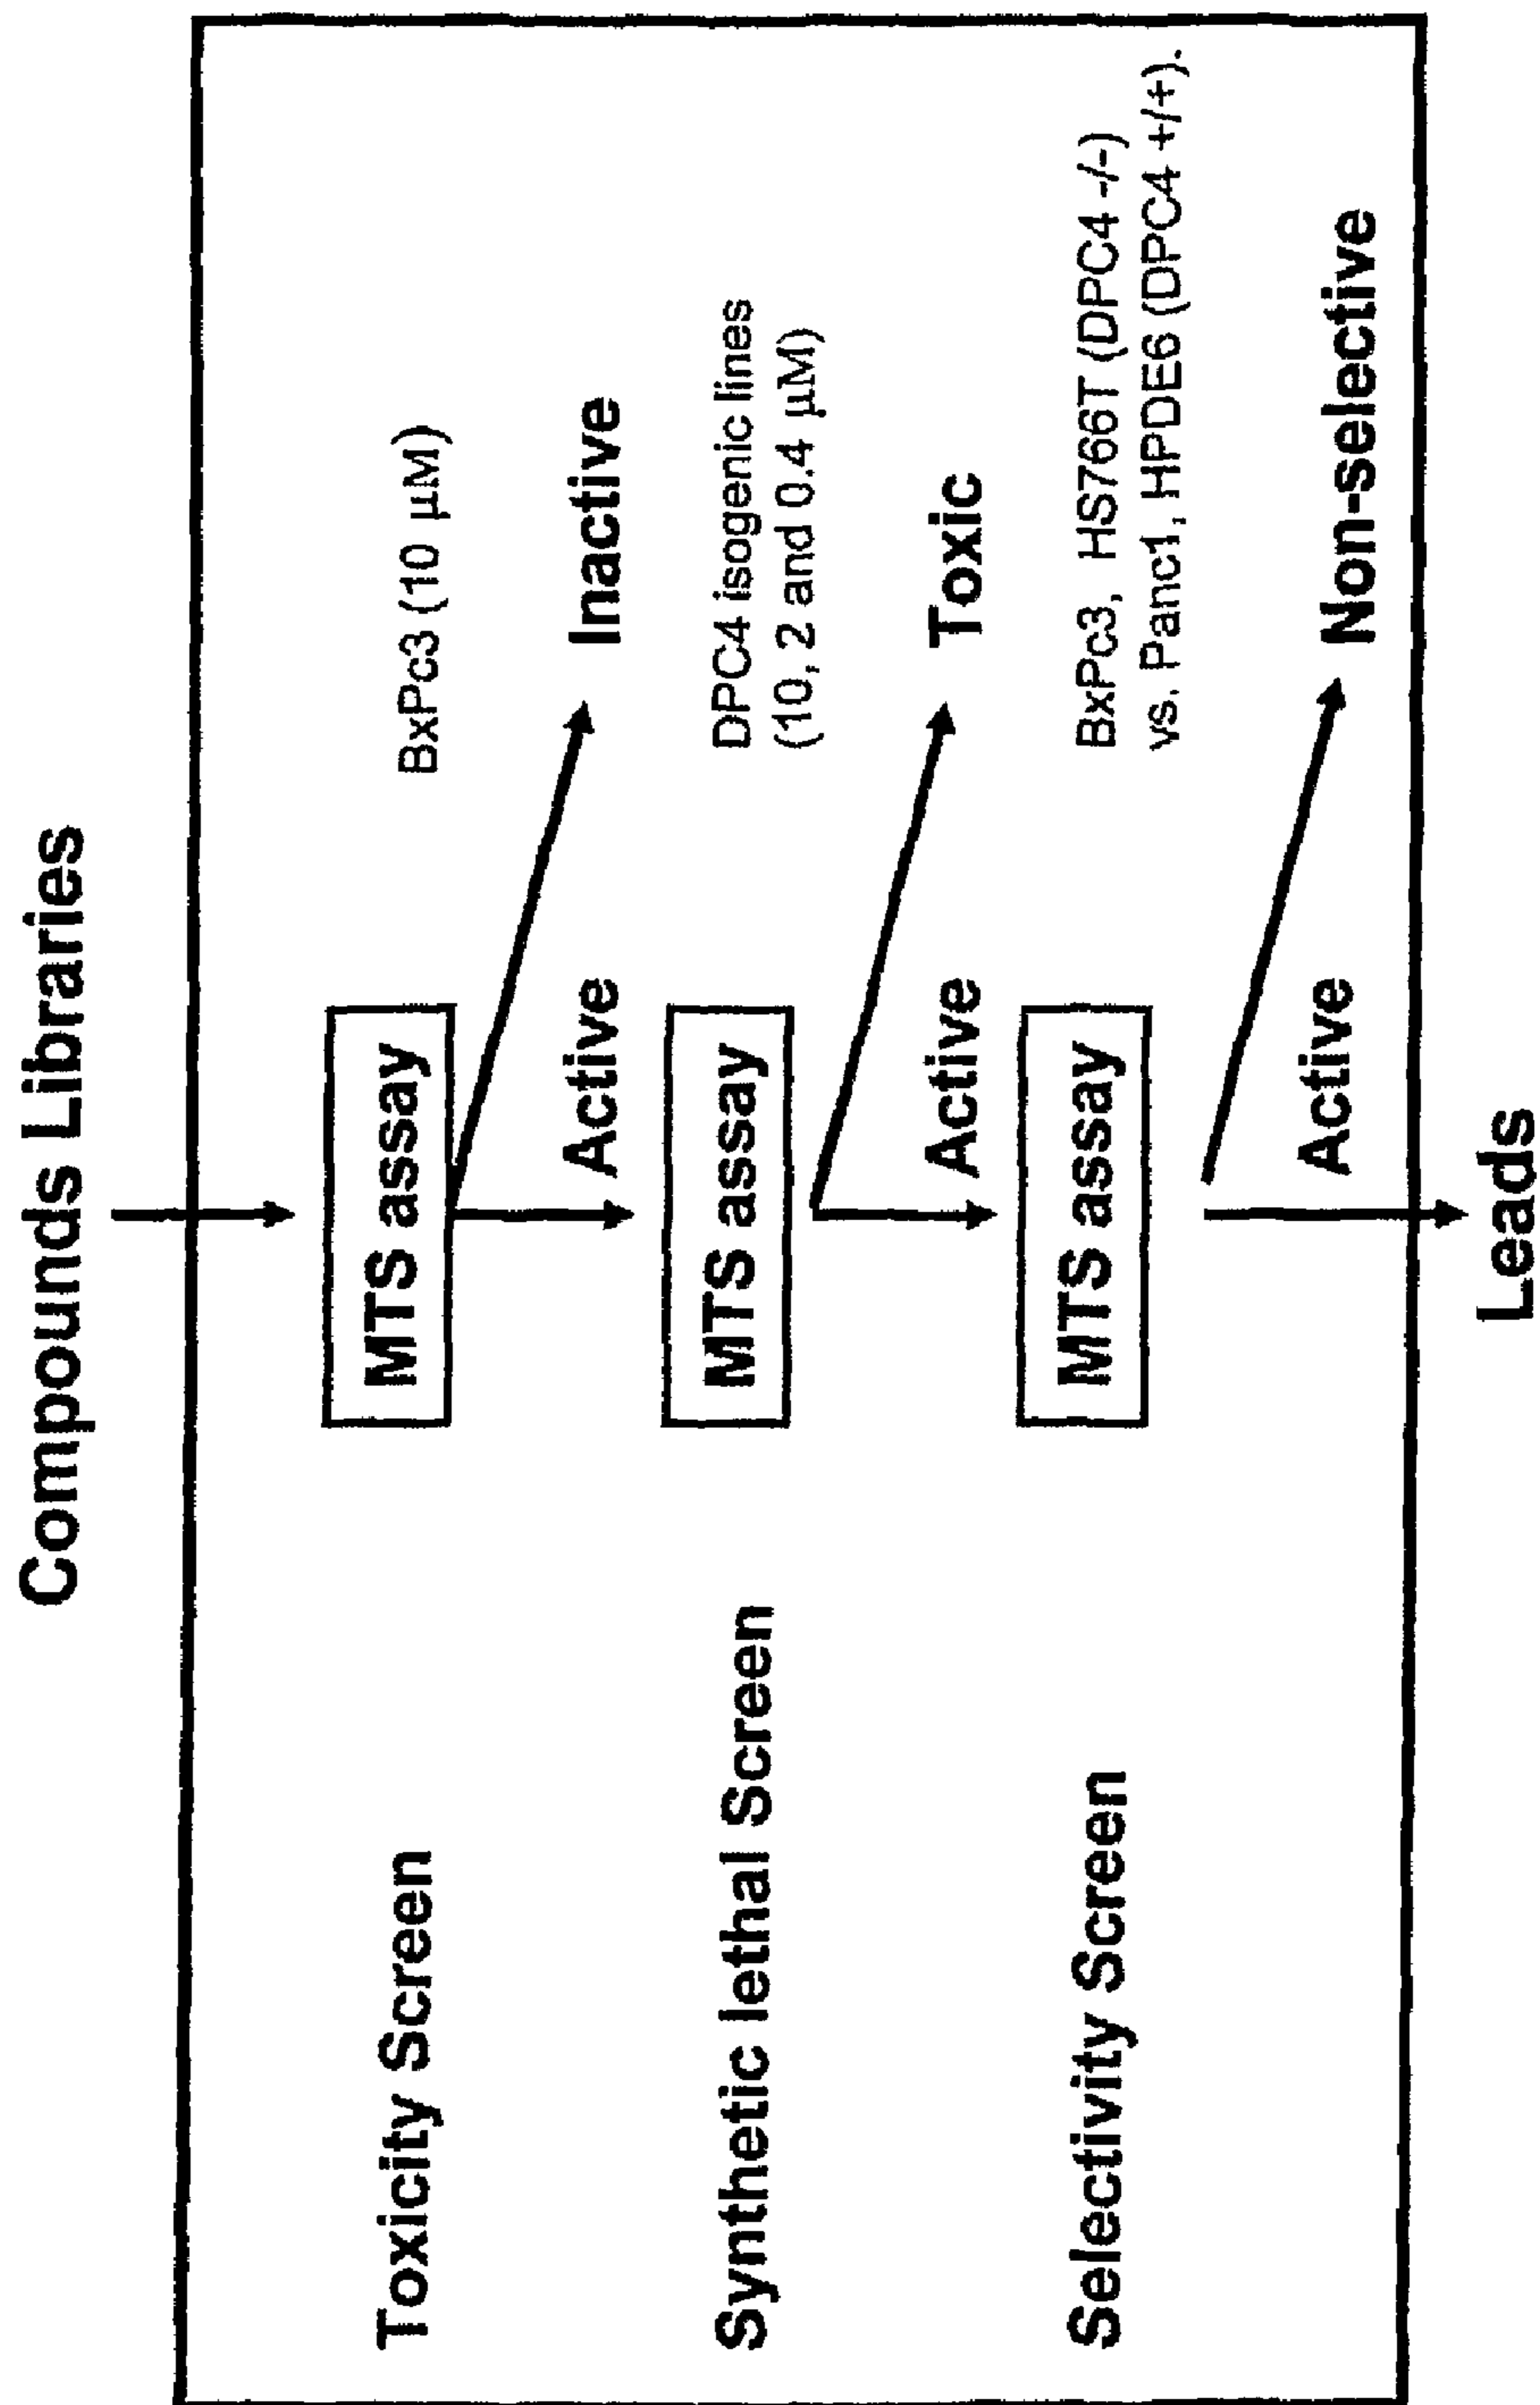 Compounds Libraries
Toxicity Screen
MTS assay
BxPc3 (10 µM)
Active
Inactive
Synthetic lethal Screen
MTS assay
DPC4 isogenic lines
(10, 2 and 0.4 µM)
Active
Toxic
Selectivity Screen
MTS assay
BxPc3, HS766T (DPC4 -/-)
vs. Panc1, HPDE6 (DPC4 +/+).
Active
Non-selective
Leads